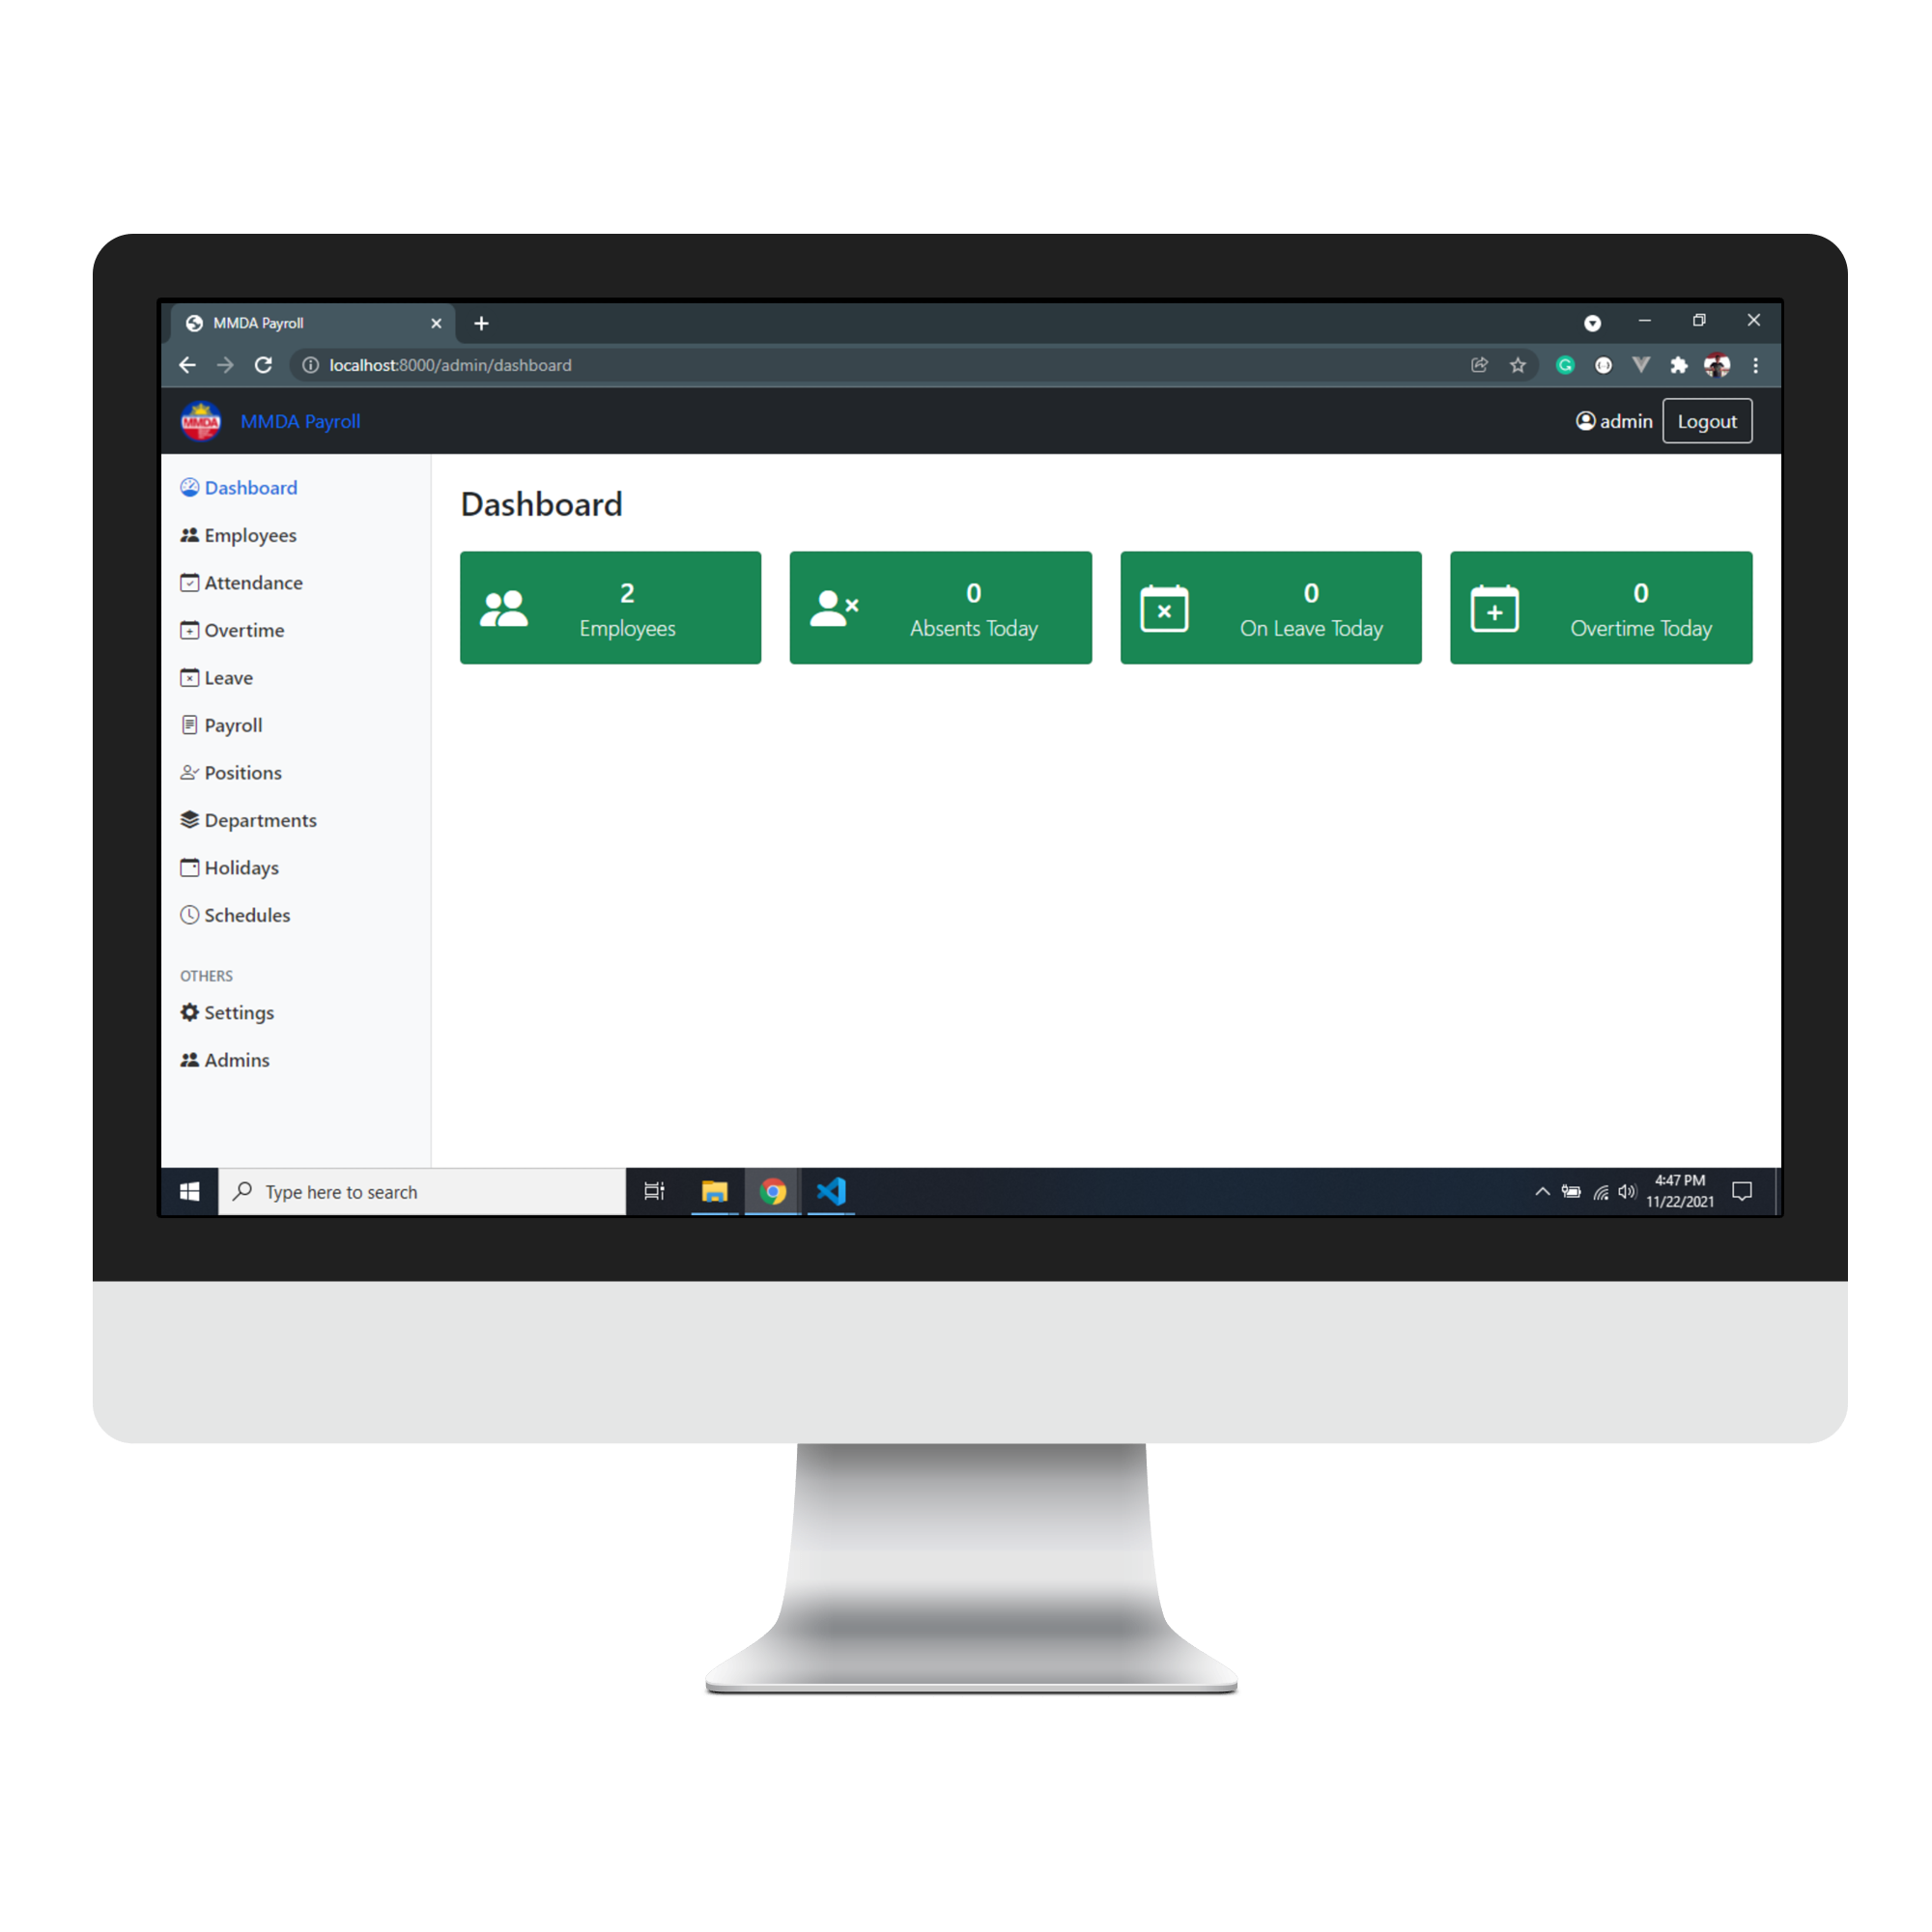 MMDA Payroll
localhost:8000/admin/dashboard
MMDA
MMDA Payroll
admin
Logout
Dashboard
Employees
Attendance
Overtime
Leave
Payroll
Positions
Departments
Holidays
Schedules
OTHERS
Settings
Admins
Dashboard
2
Employees
0
Absents Today
0
On Leave Today
0
Overtime Today
Type here to search
4:47 PM
11/22/2021